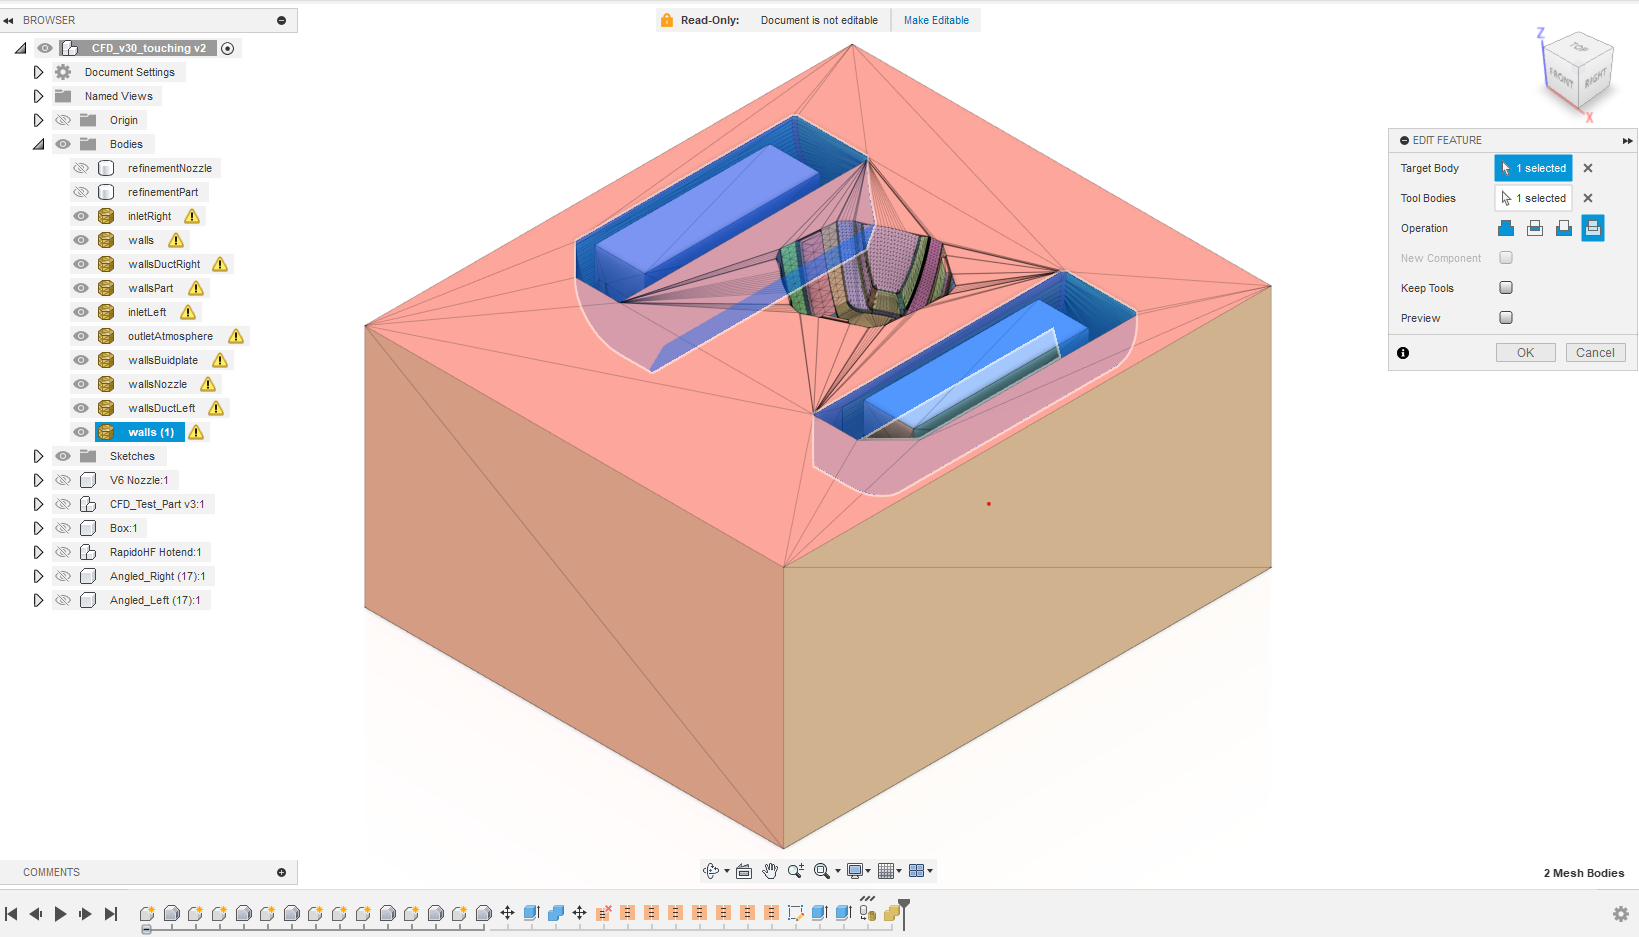 BROWSER
Read-Only: Document is not editable Make Editable
CFD_v30_touching v2
Document Settings
Named Views
Origin
Bodies
refinementNozzle
refinementPart
inletRight
walls
wallsDuctRight
wallsPart
inletLeft
outletAtmosphere
wallsBuidplate
wallsNozzle
wallsDuctLeft
walls (1)
Sketches
V6 Nozzle:1
CFD_Test_Part v3:1
Box:1
RapidoHF Hotend:1
Angled_Right (17):1
Angled_Left (17):1
Z
TOP
FRONT
RIGHT
X
EDIT FEATURE
Target Body 1 selected
Tool Bodies 1 selected
Operation
New Component
Keep Tools
Preview
OK Cancel
COMMENTS
2 Mesh Bodies